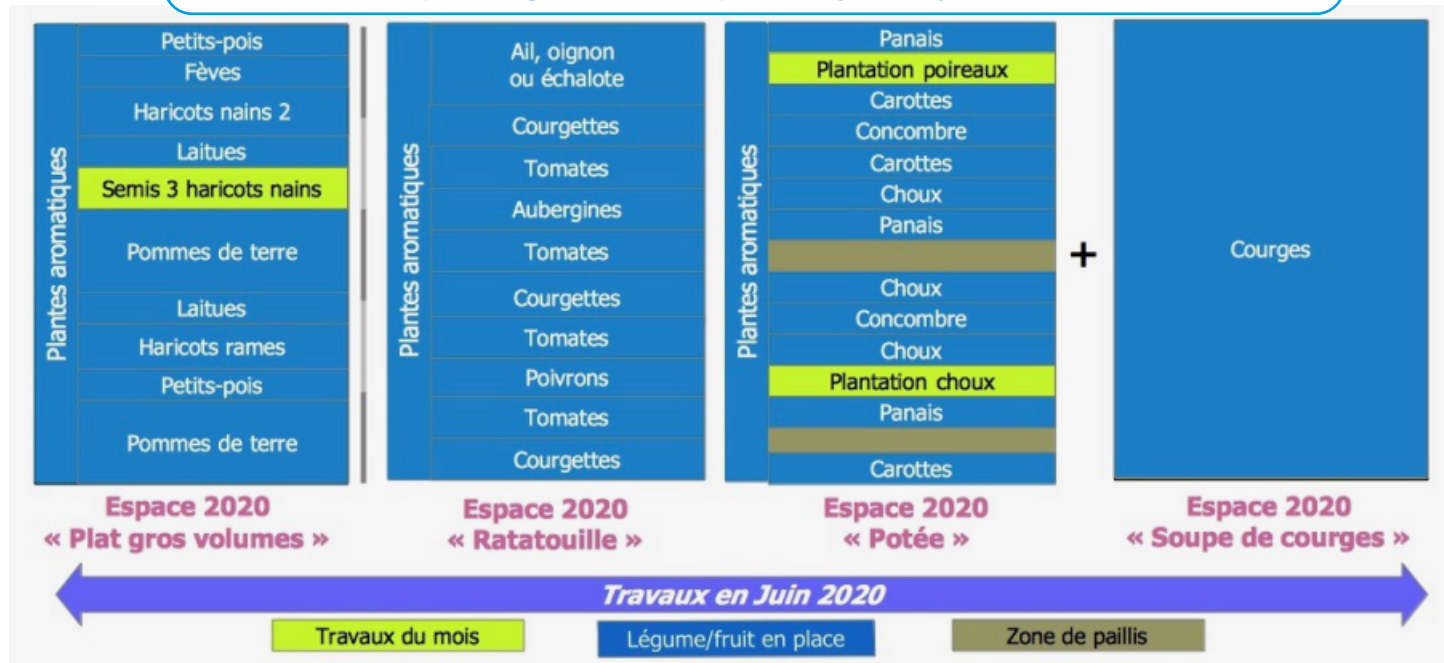 Plantes aromatiques
Petits-pois
Fèves
Haricots nains 2
Laitues
Semis 3 haricots nains
Pommes de terre
Laitues
Haricots rames
Petits-pois
Pommes de terre
Espace 2020
« Plat gros volumes »
Plantes aromatiques
Ail, oignon
ou échalote
Courgettes
Tomates
Aubergines
Tomates
Courgettes
Tomates
Poivrons
Tomates
Courgettes
Espace 2020
« Ratatouille »
Plantes aromatiques
Panais
Plantation poireaux
Carottes
Concombre
Carottes
Choux
Panais
Choux
Concombre
Choux
Plantation choux
Panais
Carottes
Espace 2020
« Potée »
+
Courges
Espace 2020
« Soupe de courges »
Travaux en Juin 2020
Travaux du mois
Légume/fruit en place
Zone de paillis